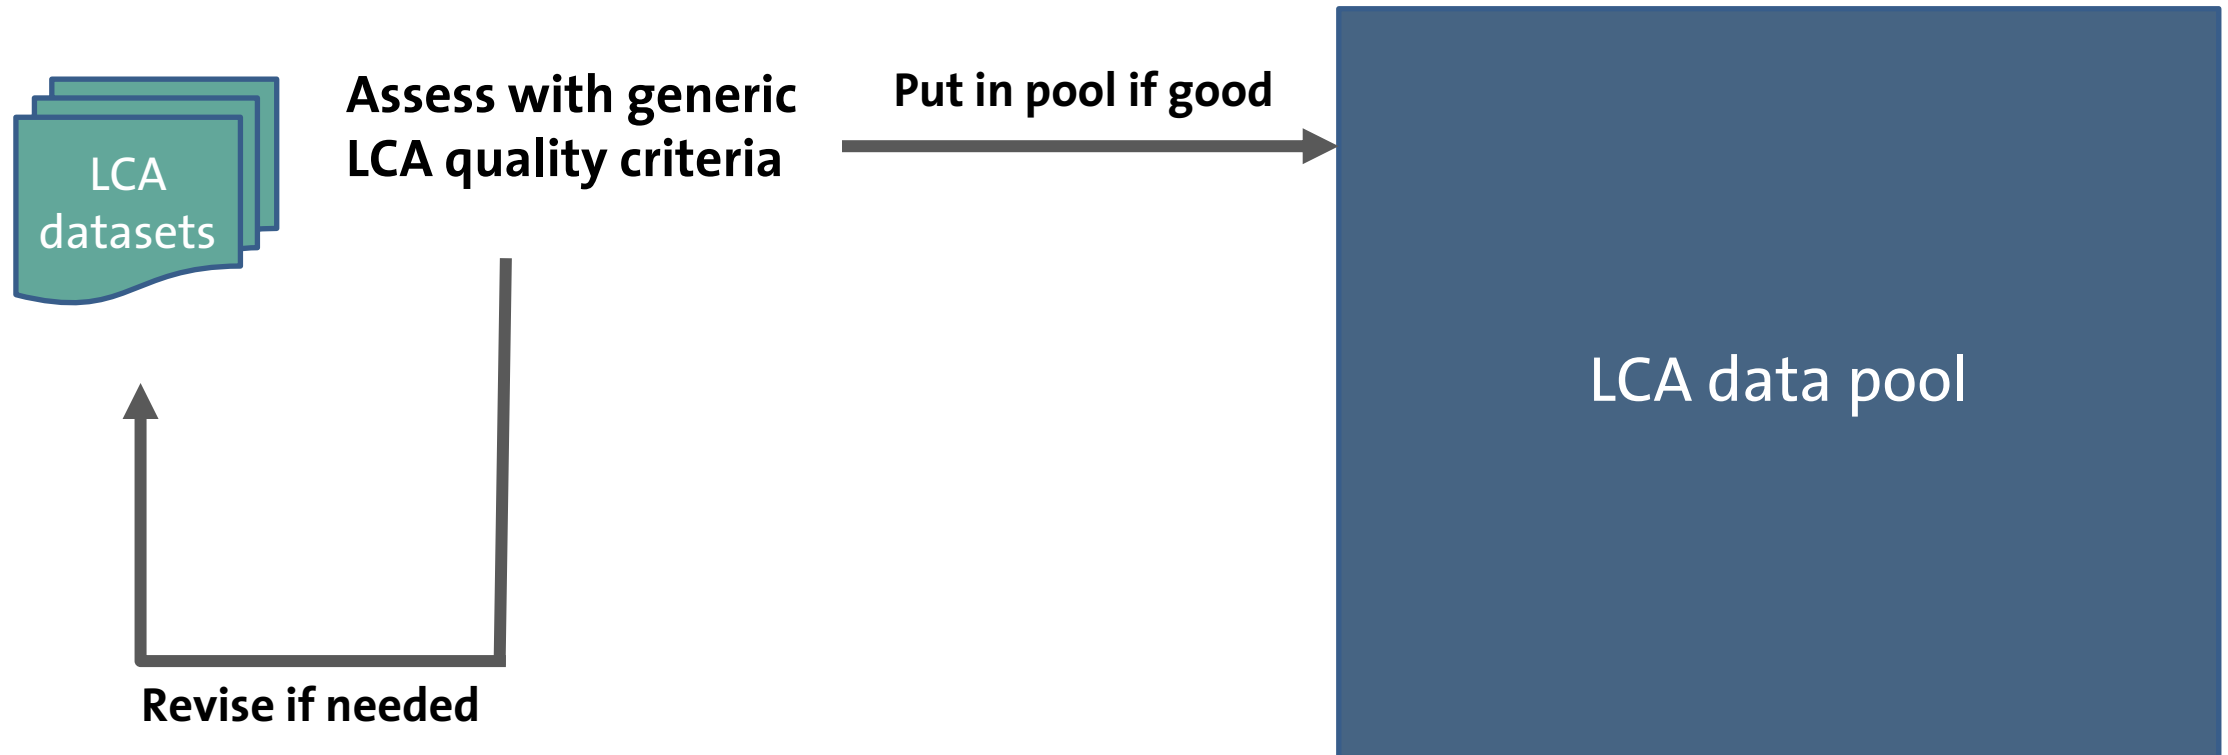 LCA
datasets
Assess with generic
LCA quality criteria
Put in pool if good
LCA data pool
Revise if needed